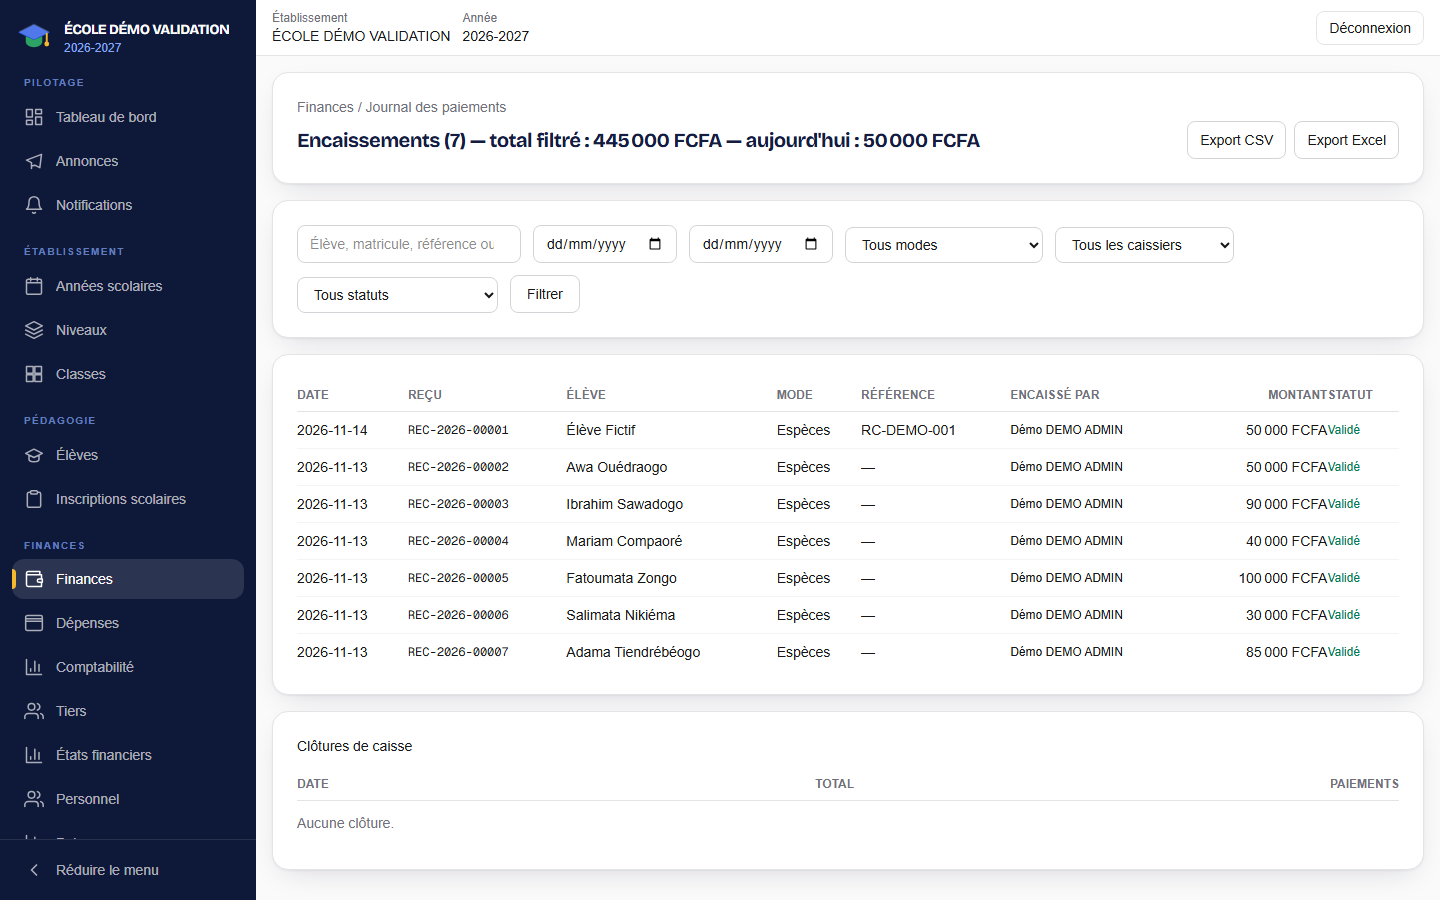 ÉCOLE DÉMO VALIDATION
2026-2027
PILOTAGE
Tableau de bord
Annonces
Notifications
ÉTABLISSEMENT
Années scolaires
Niveaux
Classes
PÉDAGOGIE
Élèves
Inscriptions scolaires
FINANCES
Finances
Dépenses
Comptabilité
Tiers
États financiers
Personnel
Réduire le menu
Établissement Année
ÉCOLE DÉMO VALIDATION 2026-2027
Déconnexion
Finances / Journal des paiements
Encaissements (7) — total filtré : 445 000 FCFA — aujourd'hui : 50 000 FCFA
Export CSV Export Excel
Élève, matricule, référence ou dd/mm/yyyy dd/mm/yyyy Tous modes Tous les caissiers
Tous statuts Filtrer
DATE REÇU ÉLÈVE MODE RÉFÉRENCE ENCAISSÉ PAR MONTANT STATUT
2026-11-14 REC-2026-00001 Élève Fictif Espèces RC-DEMO-001 Démo DEMO ADMIN 50 000 FCFA Validé
2026-11-13 REC-2026-00002 Awa Ouédraogo Espèces — Démo DEMO ADMIN 50 000 FCFA Validé
2026-11-13 REC-2026-00003 Ibrahim Sawadogo Espèces — Démo DEMO ADMIN 90 000 FCFA Validé
2026-11-13 REC-2026-00004 Mariam Compaoré Espèces — Démo DEMO ADMIN 40 000 FCFA Validé
2026-11-13 REC-2026-00005 Fatoumata Zongo Espèces — Démo DEMO ADMIN 100 000 FCFA Validé
2026-11-13 REC-2026-00006 Salimata Nikiéma Espèces — Démo DEMO ADMIN 30 000 FCFA Validé
2026-11-13 REC-2026-00007 Adama Tiendrébéogo Espèces — Démo DEMO ADMIN 85 000 FCFA Validé
Clôtures de caisse
DATE TOTAL PAIEMENTS
Aucune clôture.